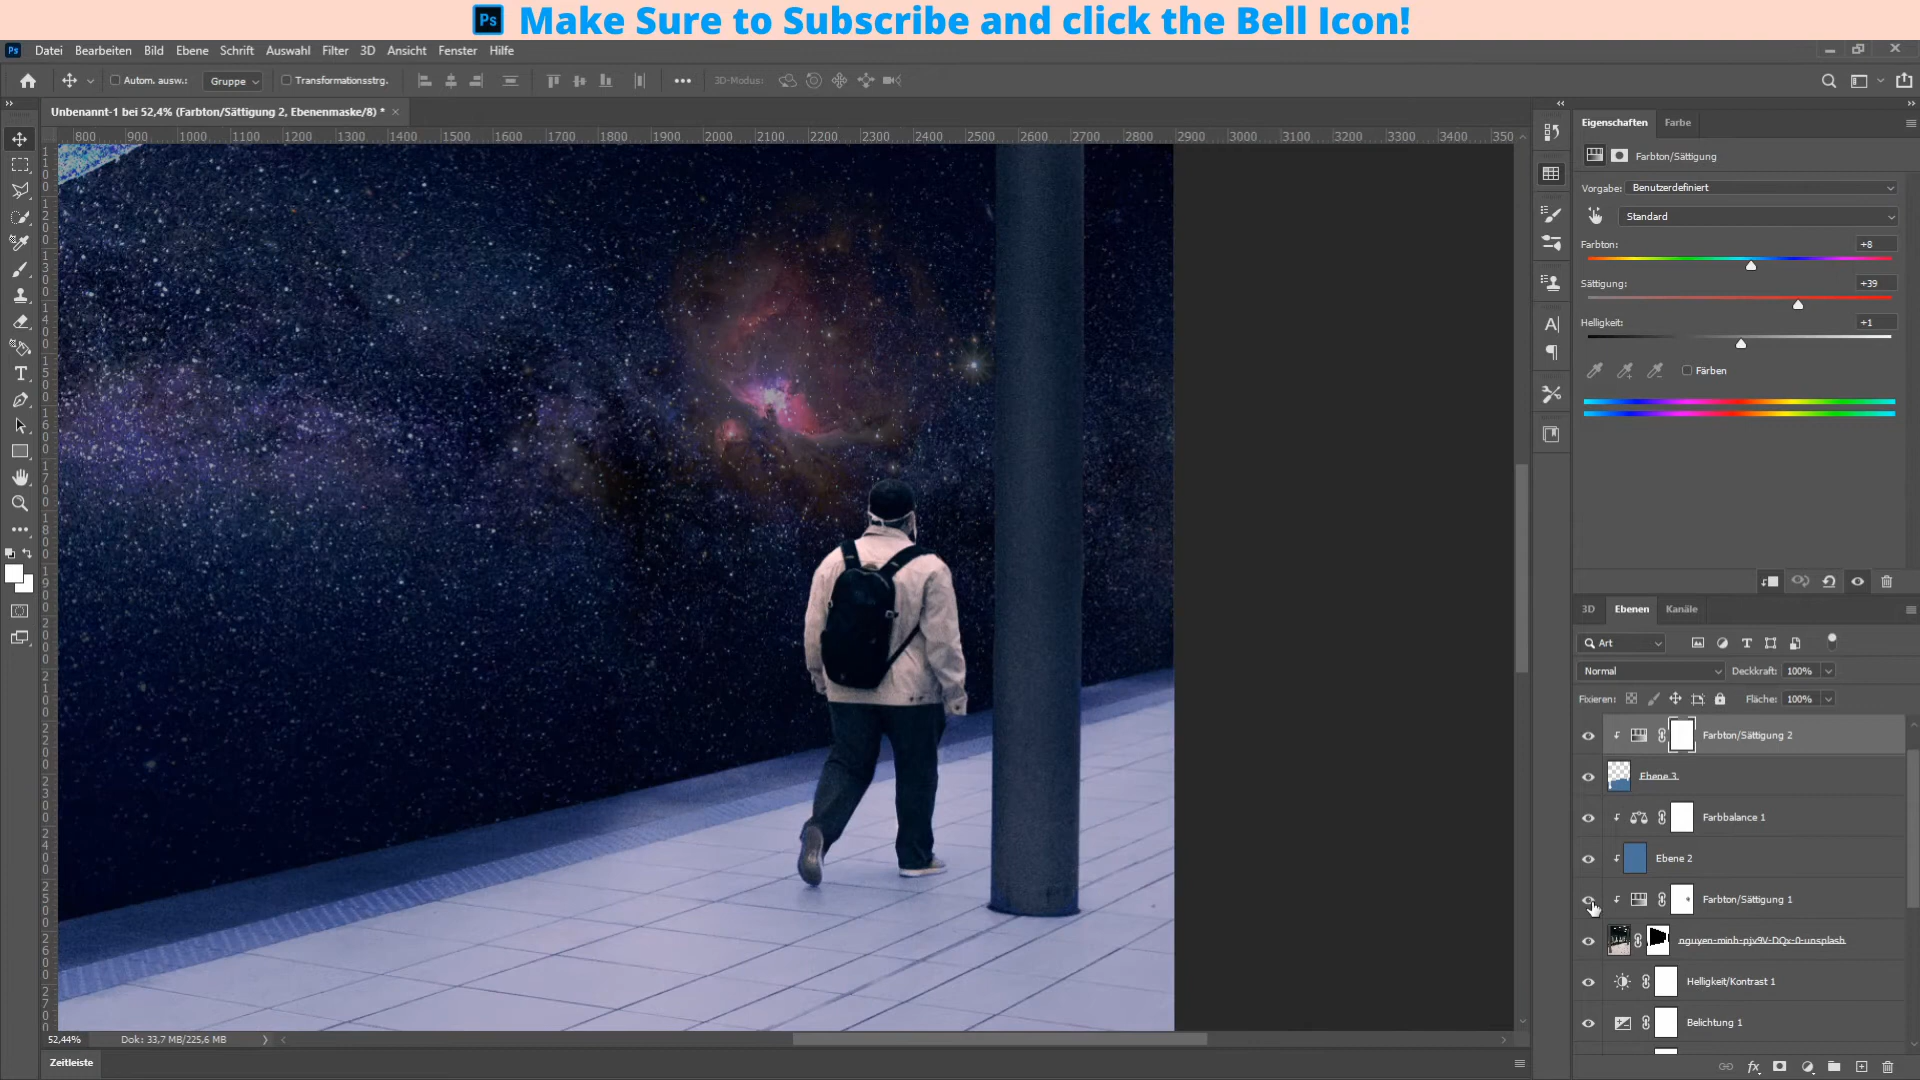 Ps Make Sure to Subscribe and click the Bell Icon!
Ps Datei Bearbeiten Bild Ebene Schrift Auswahl Filter 3D Ansicht Fenster Hilfe
Autom. ausw.: Gruppe Transformationsstrg. 3D-Modus:
Unbenannt-1 bei 52,4% (Farbton/Sättigung 2, Ebenenmaske/8) *
800 900 1000 1100 1200 1300 1400 1500 1600 1700 1800 1900 2000 2100 2200 2300 2400 2500 2600 2700 2800 2900 3000 3100 3200 3300 3400 350
Eigenschaften Farbe
Farbton/Sättigung
Vorgabe: Benutzerdefiniert
Standard
Farbton: +8
Sättigung: +39
Helligkeit: +1
Färben
3D Ebenen Kanäle
Art
Normal Deckkraft: 100%
Fixieren: Fläche: 100%
Farbton/Sättigung 2
Ebene 3
Farbbalance 1
Ebene 2
Farbton/Sättigung 1
nguyen-minh-pjv9V-DQx-0-unsplash
Helligkeit/Kontrast 1
Belichtung 1
52,44% Dok: 33,7 MB/225,6 MB
Zeitleiste